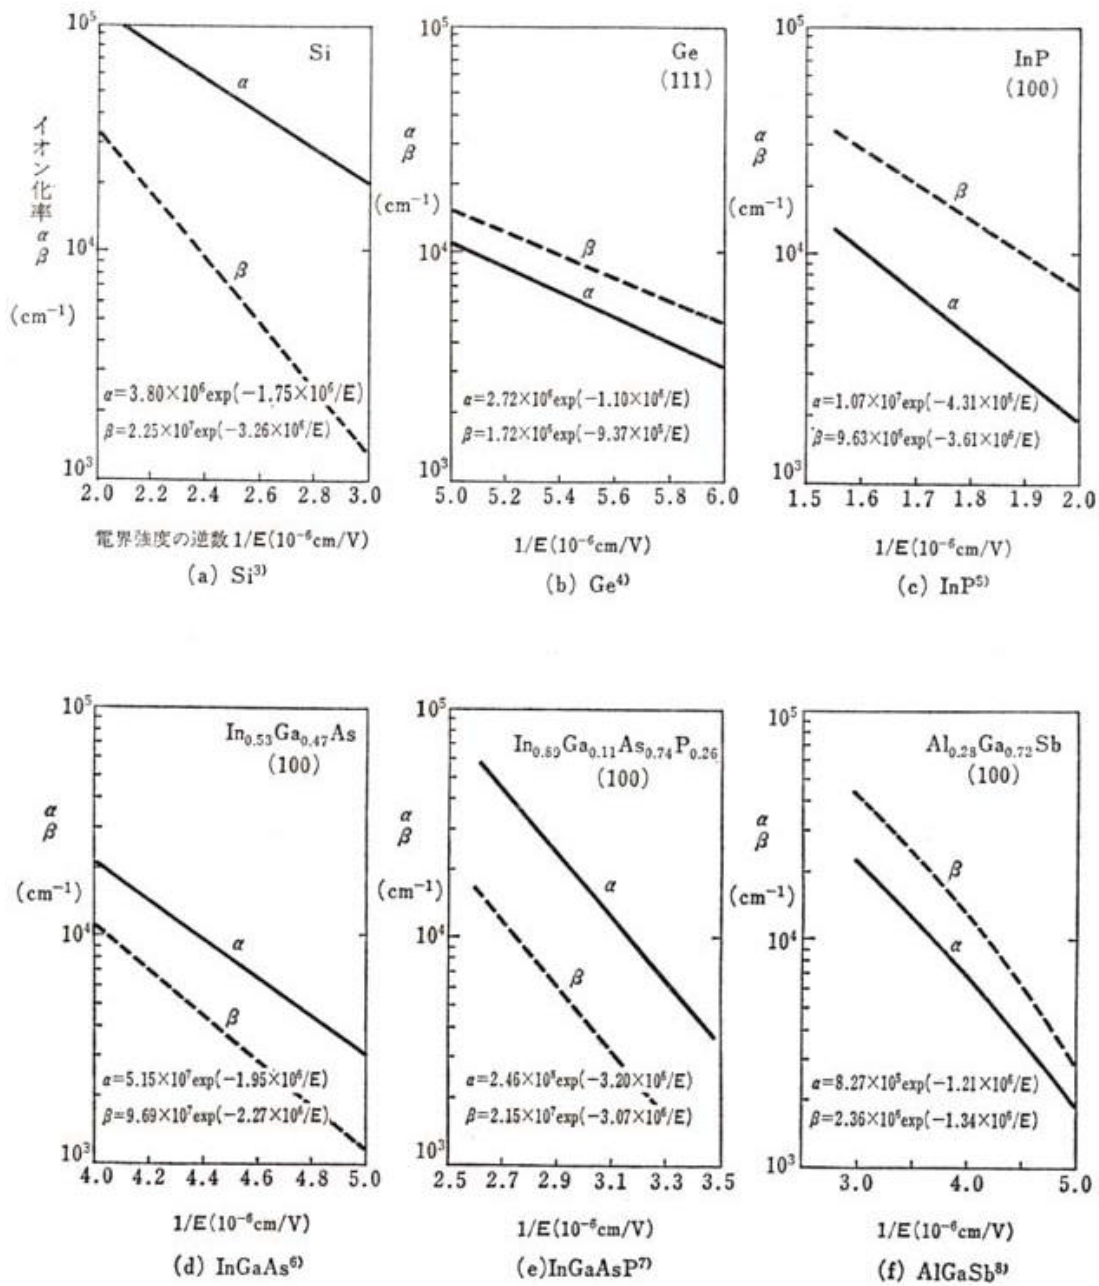 10⁵
Si
α
イオン化率
α
β
(cm⁻¹)
10⁴
β
α=3.80×10⁶exp(−1.75×10⁶/E)
β=2.25×10⁷exp(−3.26×10⁶/E)
10³
2.0 2.2 2.4 2.6 2.8 3.0
電界強度の逆数 1/E(10⁻⁶cm/V)
(a) Si³⁾
10⁵
Ge
(111)
α
β
(cm⁻¹)
10⁴
β
α
α=2.72×10⁶exp(−1.10×10⁶/E)
β=1.72×10⁶exp(−9.37×10⁵/E)
10³
5.0 5.2 5.4 5.6 5.8 6.0
1/E(10⁻⁶cm/V)
(b) Ge⁴⁾
10⁵
InP
(100)
α
β
(cm⁻¹)
10⁴
β
α
α=1.07×10⁷exp(−4.31×10⁶/E)
β=9.63×10⁶exp(−3.61×10⁶/E)
10³
1.5 1.6 1.7 1.8 1.9 2.0
1/E(10⁻⁶cm/V)
(c) InP⁵⁾
10⁵
In₀.₅₃Ga₀.₄₇As
(100)
α
β
(cm⁻¹)
10⁴
α
β
α=5.15×10⁷exp(−1.95×10⁶/E)
β=9.69×10⁷exp(−2.27×10⁶/E)
10³
4.0 4.2 4.4 4.6 4.8 5.0
1/E(10⁻⁶cm/V)
(d) InGaAs⁶⁾
10⁵
In₀.₈₉Ga₀.₁₁As₀.₇₄P₀.₂₆
(100)
α
β
(cm⁻¹)
10⁴
α
β
α=2.46×10⁸exp(−3.20×10⁶/E)
β=2.15×10⁷exp(−3.07×10⁶/E)
10³
2.5 2.7 2.9 3.1 3.3 3.5
1/E(10⁻⁶cm/V)
(e)InGaAsP⁷⁾
10⁵
Al₀.₂₈Ga₀.₇₂Sb
(100)
α
β
(cm⁻¹)
10⁴
β
α
α=8.27×10⁵exp(−1.21×10⁶/E)
β=2.36×10⁶exp(−1.34×10⁶/E)
10³
3.0 4.0 5.0
1/E(10⁻⁶cm/V)
(f) AlGaSb⁸⁾